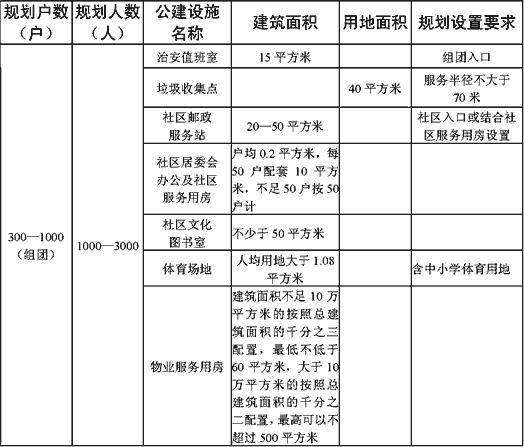 规划户数 规划人数 公建设施 建筑面积 用地面积 规划设置要求
（户） （人） 名称
300—1000
（组团）
1000—3000
治安值班室 15 平方米 组团入口
垃圾收集点 40 平方米 服务半径不大于
70 米
社区邮政
服务站
20—50 平方米
社区入口或结合社
区服务用房设置
社区居委会
办公及社区
服务用房
户均 0.2 平方米，每
50 户配套 10 平方
米，不足 50 户按 50
户计
社区文化
图书室
不少于 50 平方米
体育场地
人均用地大于 1.08
平方米
含中小学体育用地
物业服务用房
建筑面积不足 10 万
平方米的按照总建
筑面积的千分之三
配置，最低不低于
60 平方米，大于 10
万平方米的按照总
建筑面积的千分之
二配置，最高可以不
超过 500 平方米